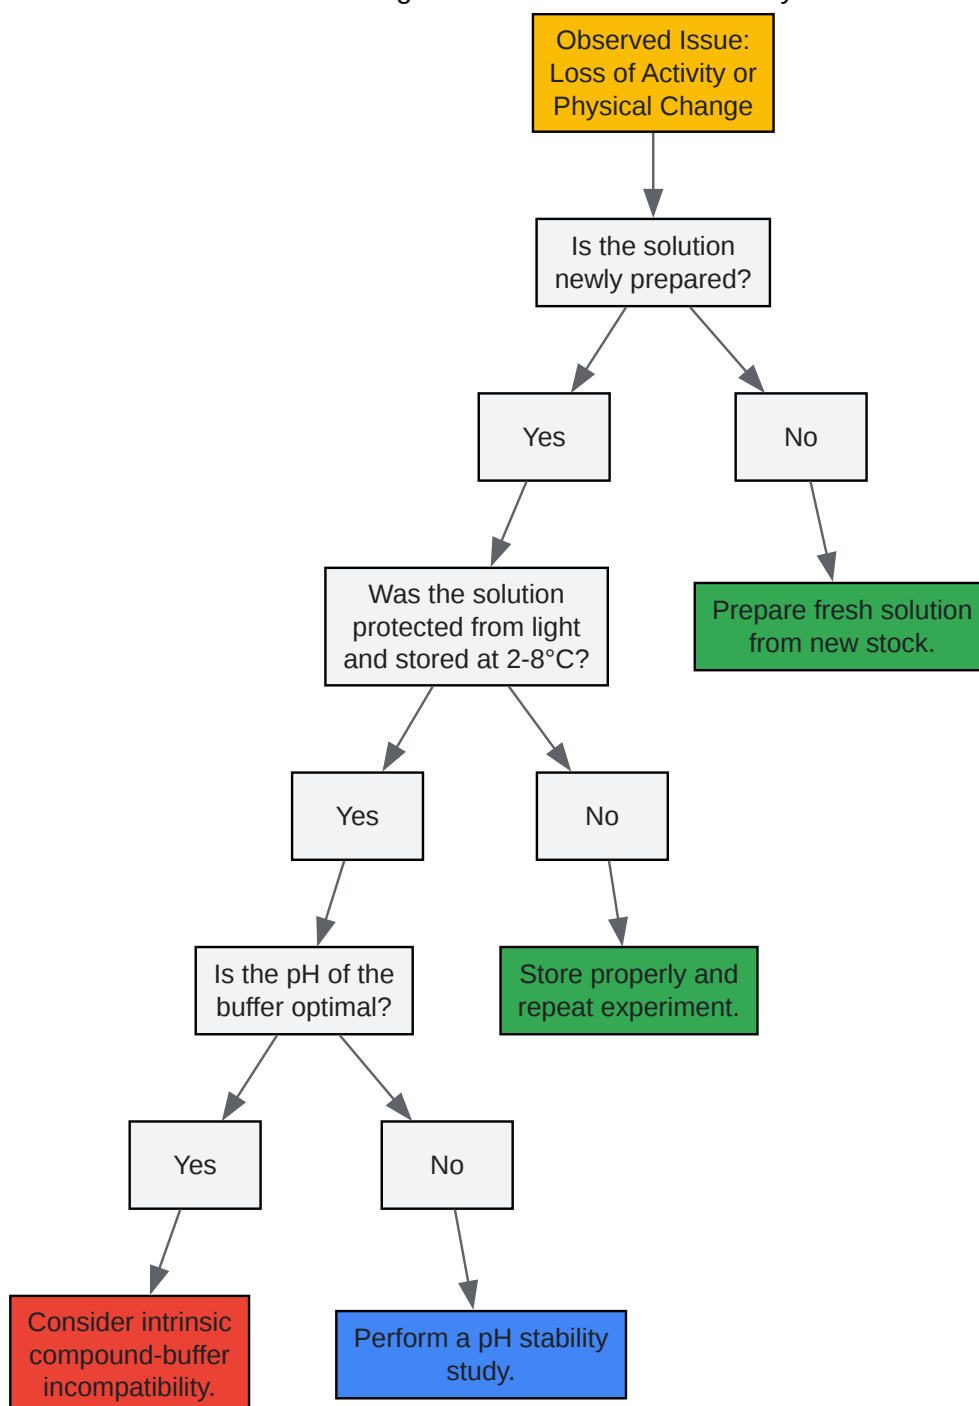 Observed Issue:
Loss of Activity or
Physical Change
Is the solution
newly prepared?
Yes
No
Was the solution
protected from light
and stored at 2-8°C?
Prepare fresh solution
from new stock.
Yes
No
Is the pH of the
buffer optimal?
Store properly and
repeat experiment.
Yes
No
Consider intrinsic
compound-buffer
incompatibility.
Perform a pH stability
study.